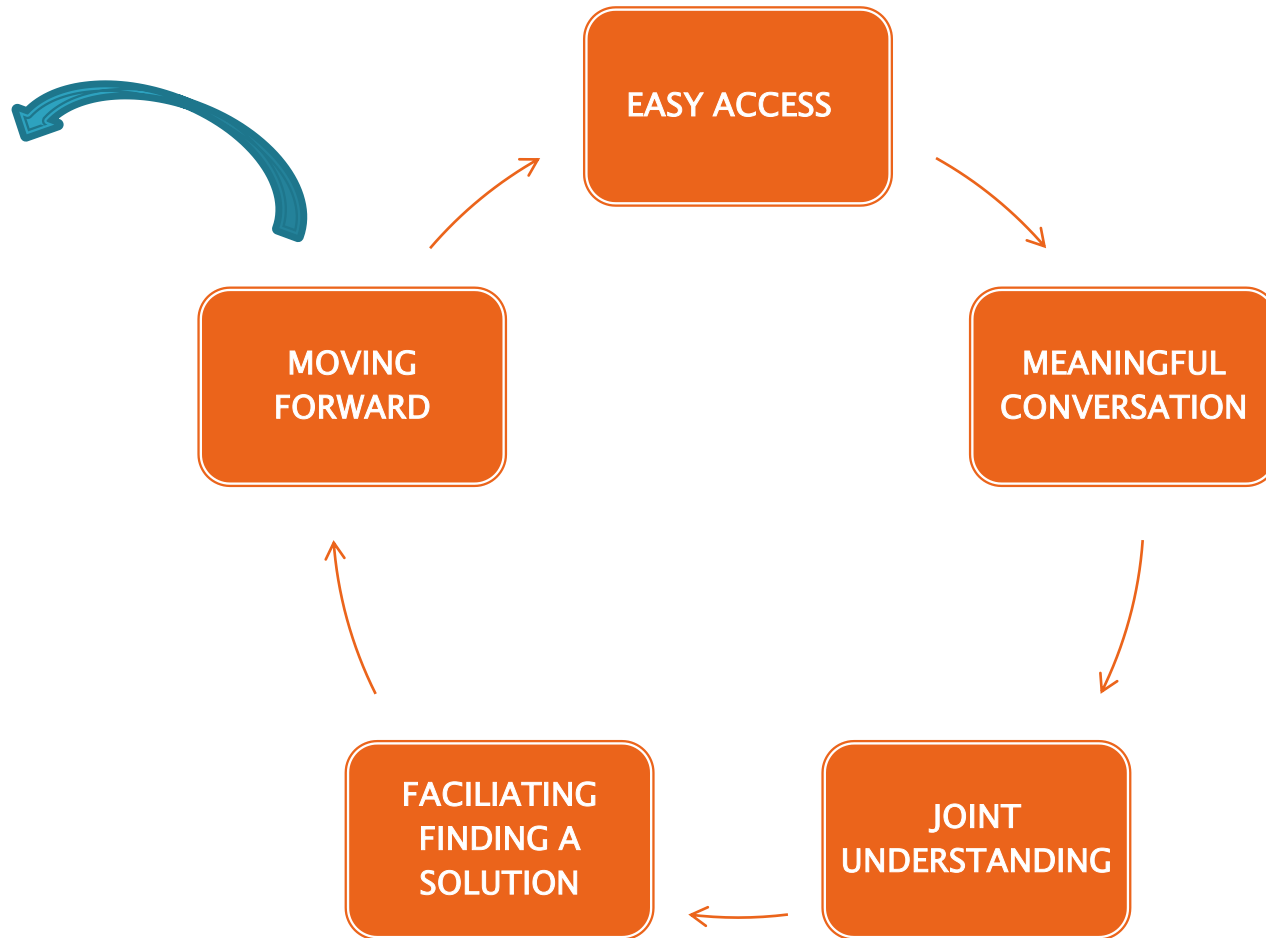 EASY ACCESS
MEANINGFUL
CONVERSATION
JOINT
UNDERSTANDING
FACILIATING
FINDING A
SOLUTION
MOVING
FORWARD